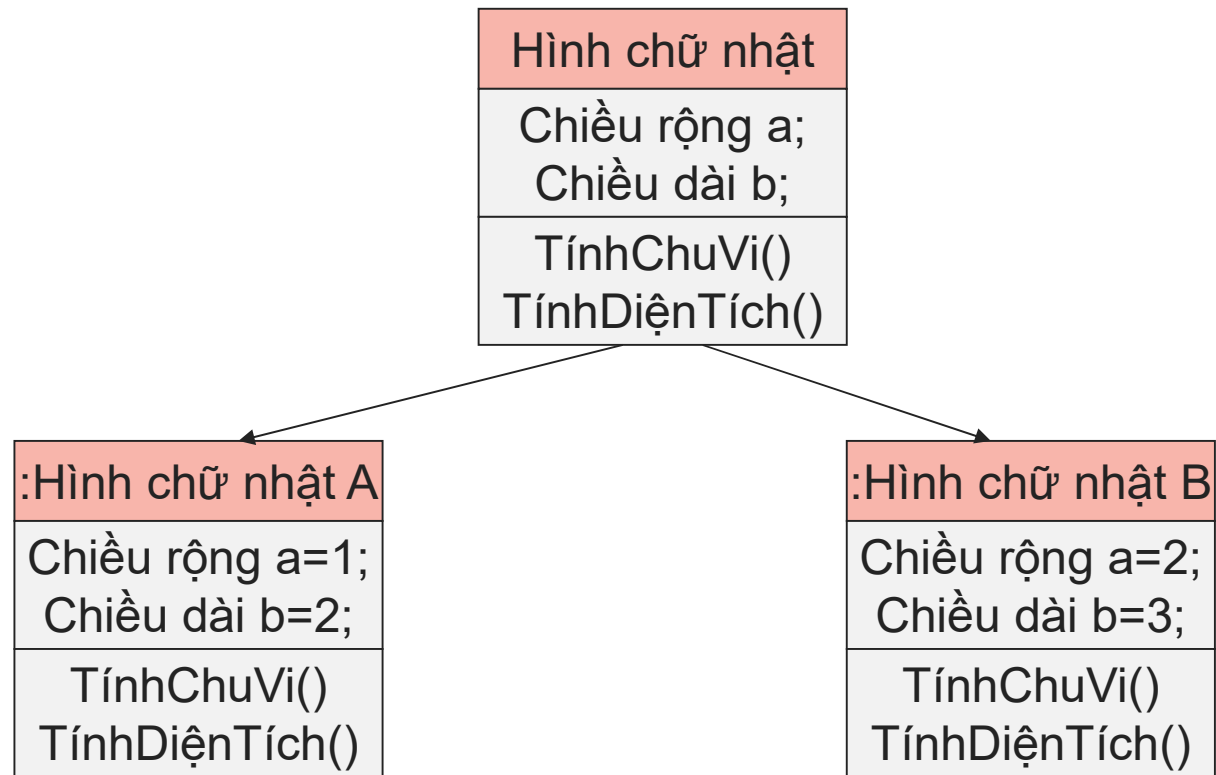 Hình chữ nhật
Chiều rộng a;
Chiều dài b;
TínhChuVi()
TínhDiệnTích()
:Hình chữ nhật A
Chiều rộng a=1;
Chiều dài b=2;
TínhChuVi()
TínhDiệnTích()
:Hình chữ nhật B
Chiều rộng a=2;
Chiều dài b=3;
TínhChuVi()
TínhDiệnTích()